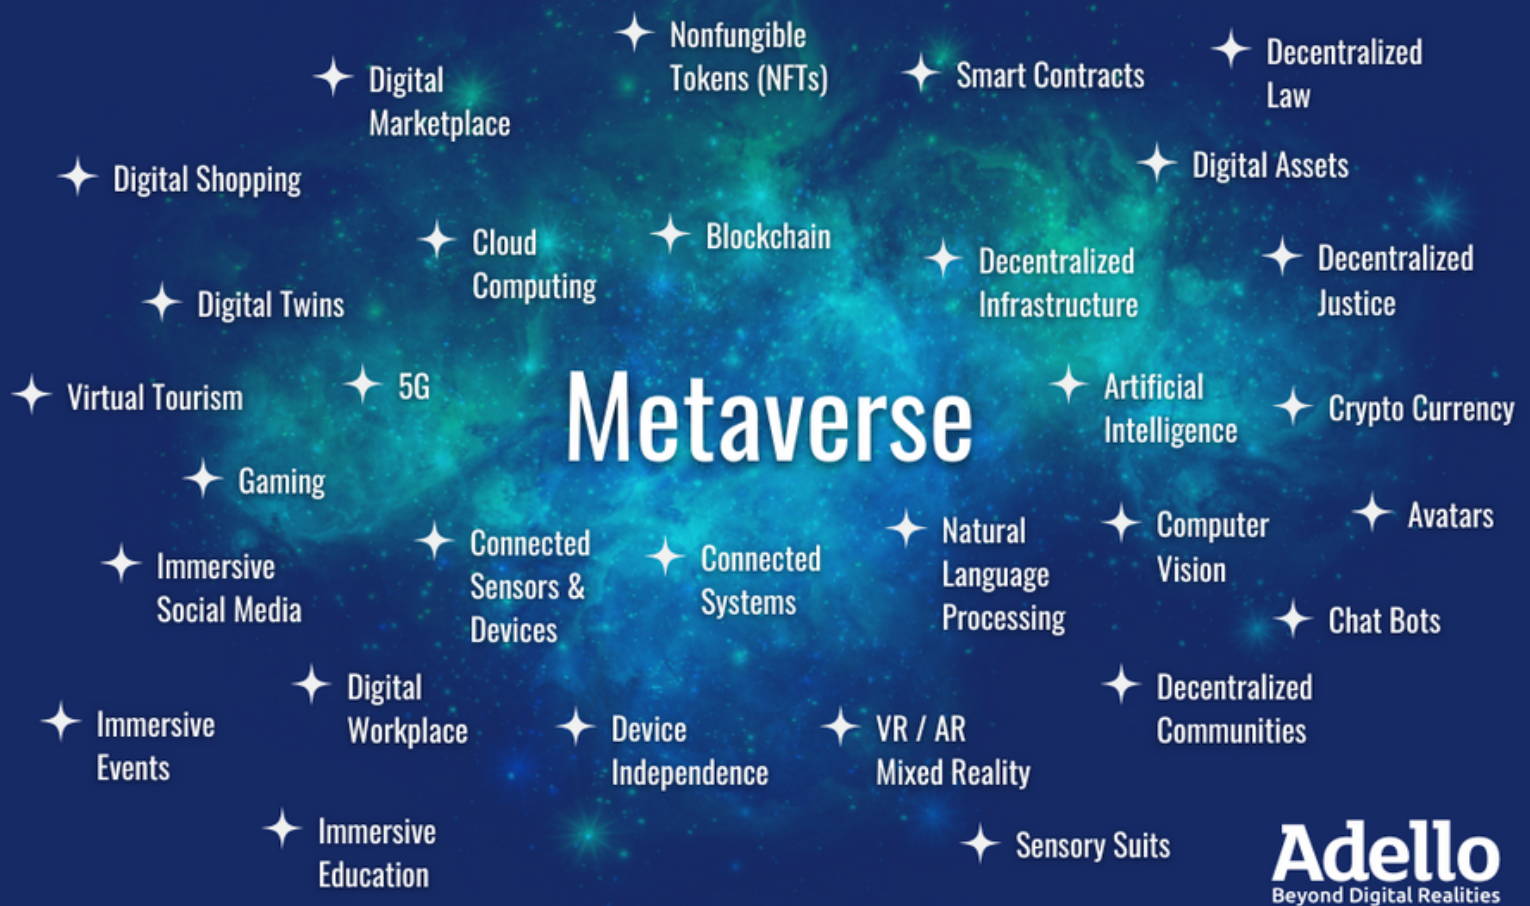 Nonfungible
Tokens (NFTs)
Digital
Marketplace
Smart Contracts
Decentralized
Law
Digital Shopping
Digital Assets
Cloud
Computing
Blockchain
Decentralized
Infrastructure
Decentralized
Justice
Digital Twins
Virtual Tourism
5G
Metaverse
Artificial
Intelligence
Crypto Currency
Gaming
Avatars
Immersive
Social Media
Connected
Sensors &
Devices
Connected
Systems
Natural
Language
Processing
Computer
Vision
Chat Bots
Digital
Workplace
Decentralized
Communities
Immersive
Events
Device
Independence
VR / AR
Mixed Reality
Immersive
Education
Sensory Suits
Adello
Beyond Digital Realities